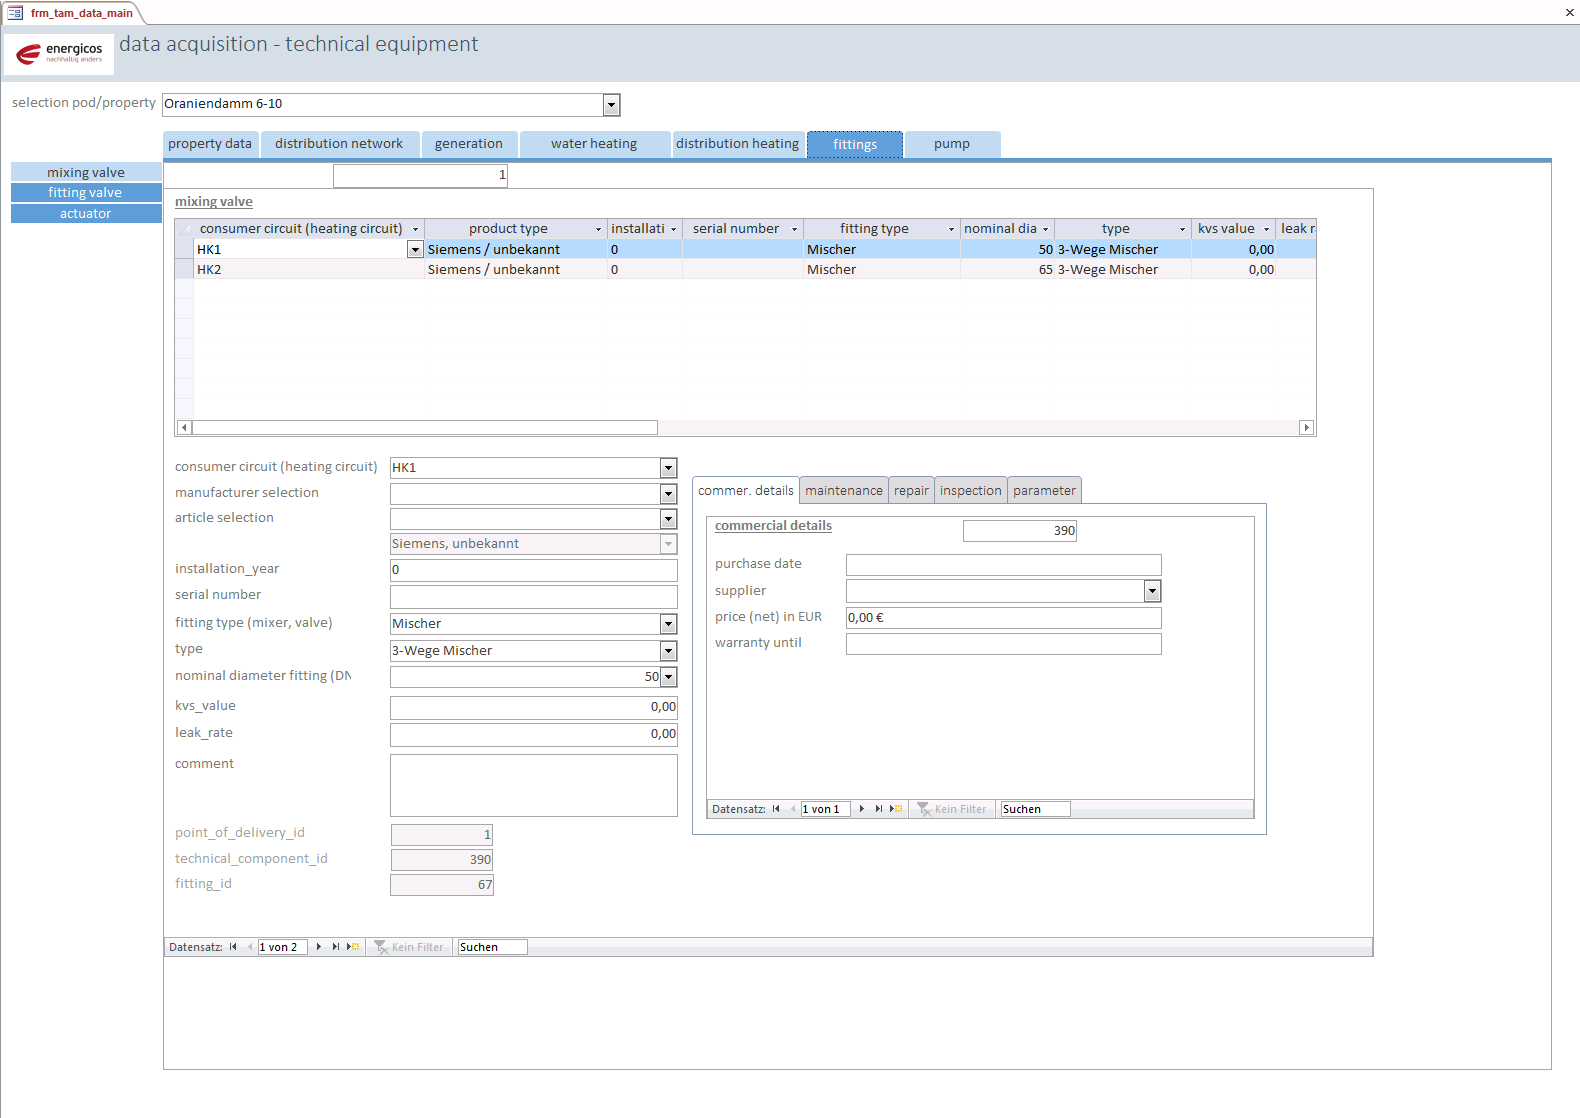 frm_tam_data_main
energicos
nachhaltig anders
data acquisition - technical equipment
selection pod/property Oraniendamm 6-10
property data distribution network generation water heating distribution heating fittings pump
mixing valve
fitting valve
actuator
1
mixing valve
consumer circuit (heating circuit) product type installati serial number fitting type nominal dia type kvs value leak r
HK1 Siemens / unbekannt 0 Mischer 50 3-Wege Mischer 0,00
HK2 Siemens / unbekannt 0 Mischer 65 3-Wege Mischer 0,00
consumer circuit (heating circuit) HK1
manufacturer selection
article selection
Siemens, unbekannt
installation_year 0
serial number
fitting type (mixer, valve) Mischer
type 3-Wege Mischer
nominal diameter fitting (DN 50
kvs_value 0,00
leak_rate 0,00
comment
point_of_delivery_id 1
technical_component_id 390
fitting_id 67
commer. details maintenance repair inspection parameter
commercial details 390
purchase date
supplier
price (net) in EUR 0,00 €
warranty until
Datensatz: 1 von 1 Kein Filter Suchen
Datensatz: 1 von 2 Kein Filter Suchen